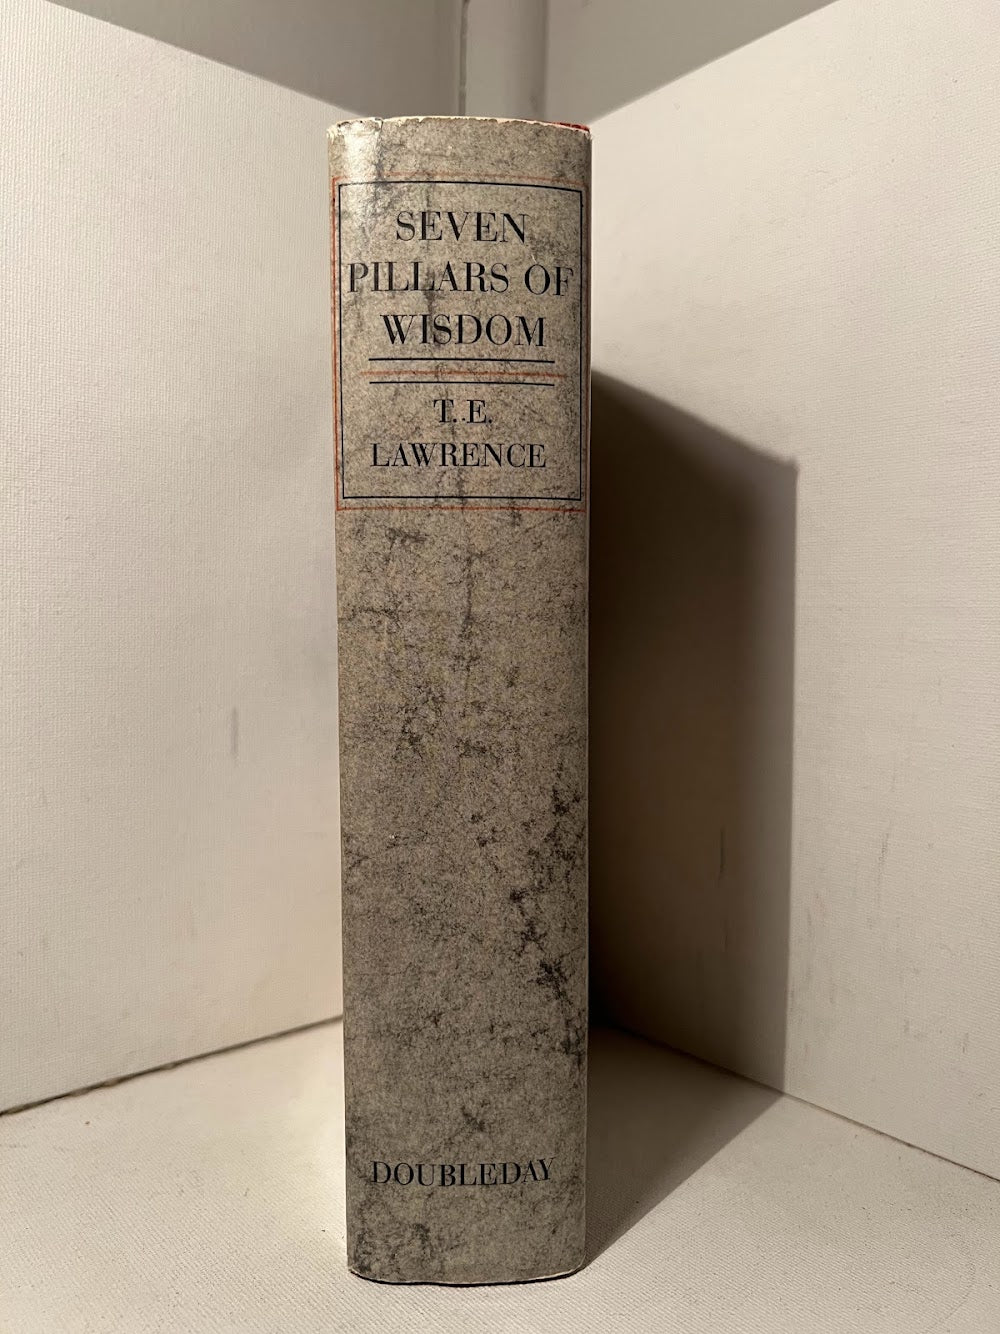 SEVEN
PILLARS OF
WISDOM
T. E.
LAWRENCE
DOUBLEDAY